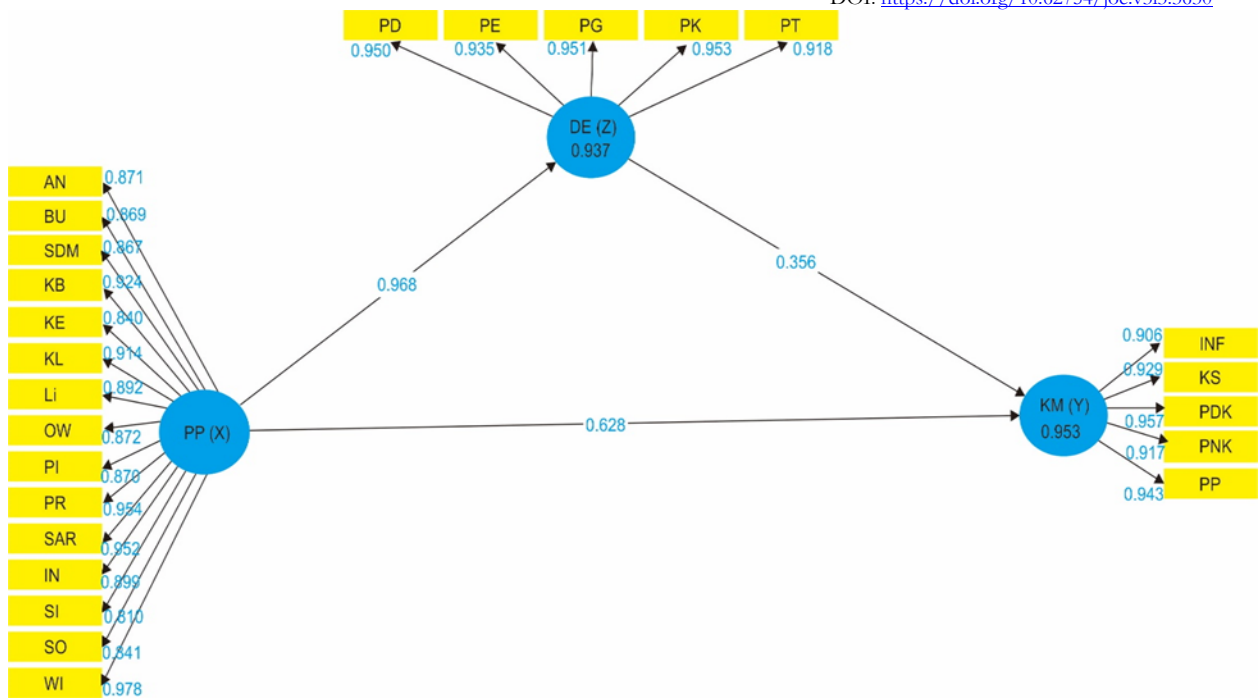 DOI:
PD
PE
PG
PK
PT
0.950
0.935
0.951
0.953
0.918
DE (Z)
0.937
AN
0.871
BU
0.869
SDM
0.867
KB
0.924
KE
0.840
KL
0.914
Li
0.892
OW
0.872
PI
0.870
PR
0.954
SAR
0.952
IN
0.899
SI
0.810
SO
0.841
WI
0.978
PP (X)
0.968
0.356
0.628
KM (Y)
0.953
0.906
INF
0.929
KS
0.957
PDK
0.917
PNK
0.943
PP